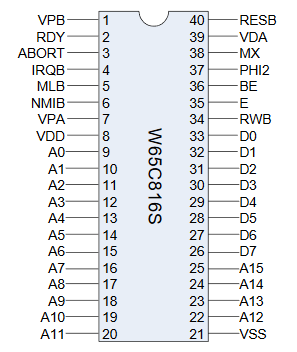 VPB 1 40 RESB
RDY 2 39 VDA
ABORT 3 38 MX
IRQB 4 37 PHI2
MLB 5 36 BE
NMIB 6 35 E
VPA 7 34 RWB
VDD 8 33 D0
A0 9 32 D1
A1 10 31 D2
A2 11 30 D3
A3 12 29 D4
A4 13 28 D5
A5 14 27 D6
A6 15 26 D7
A7 16 25 A15
A8 17 24 A14
A9 18 23 A13
A10 19 22 A12
A11 20 21 VSS
W65C816S